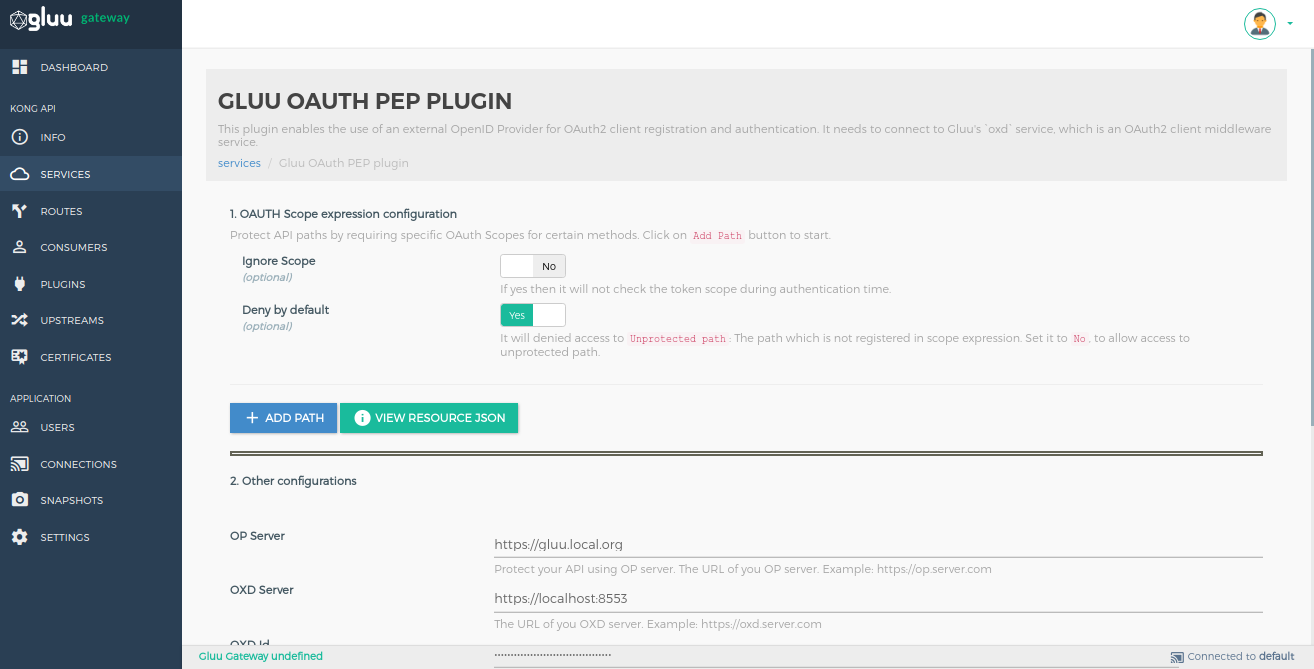 gluu gateway
DASHBOARD
KONG API
INFO
SERVICES
ROUTES
CONSUMERS
PLUGINS
UPSTREAMS
CERTIFICATES
APPLICATION
USERS
CONNECTIONS
SNAPSHOTS
SETTINGS
GLUU OAUTH PEP PLUGIN
This plugin enables the use of an external OpenID Provider for OAuth2 client registration and authentication. It needs to connect to Gluu's `oxd` service, which is an OAuth2 client middleware
service.
services / Gluu OAuth PEP plugin
1. OAUTH Scope expression configuration
Protect API paths by requiring specific OAuth Scopes for certain methods. Click on Add Path button to start.
Ignore Scope
(optional)
No
If yes then it will not check the token scope during authentication time.
Deny by default
(optional)
Yes
It will denied access to Unprotected path: The path which is not registered in scope expression. Set it to No, to allow access to
unprotected path.
ADD PATH
VIEW RESOURCE JSON
2. Other configurations
OP Server
https://gluu.local.org
Protect your API using OP server. The URL of you OP server. Example: https://op.server.com
OXD Server
https://localhost:8553
The URL of you OXD server. Example: https://oxd.server.com
OXD Id
Gluu Gateway undefined
Connected to default